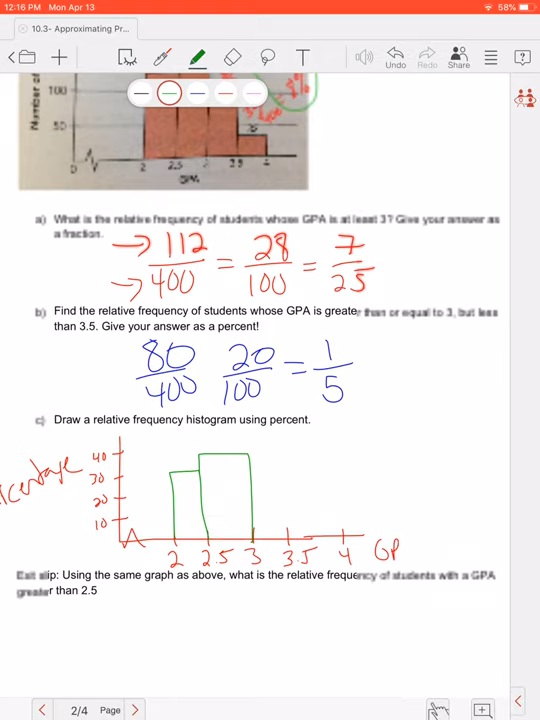 12:16 PM Mon Apr 13
58%
10.3- Approximating Pr...
Undo Redo Share
100
50
32
0 2 2.5 3 3.5 4
GPA
a) What is the relative frequency of students whose GPA is at least 3? Give your answer as
a fraction.
→ 112/→ 400 = 28/100 = 7/25
b) Find the relative frequency of students whose GPA is greater than or equal to 3, but less
than 3.5. Give your answer as a percent!
80/400 20/100 = 1/5
c) Draw a relative frequency histogram using percent.
40
30
20
10
2 2.5 3 3.5 4 GP
Exit slip: Using the same graph as above, what is the relative frequency of students with a GPA
greater than 2.5
2/4 Page